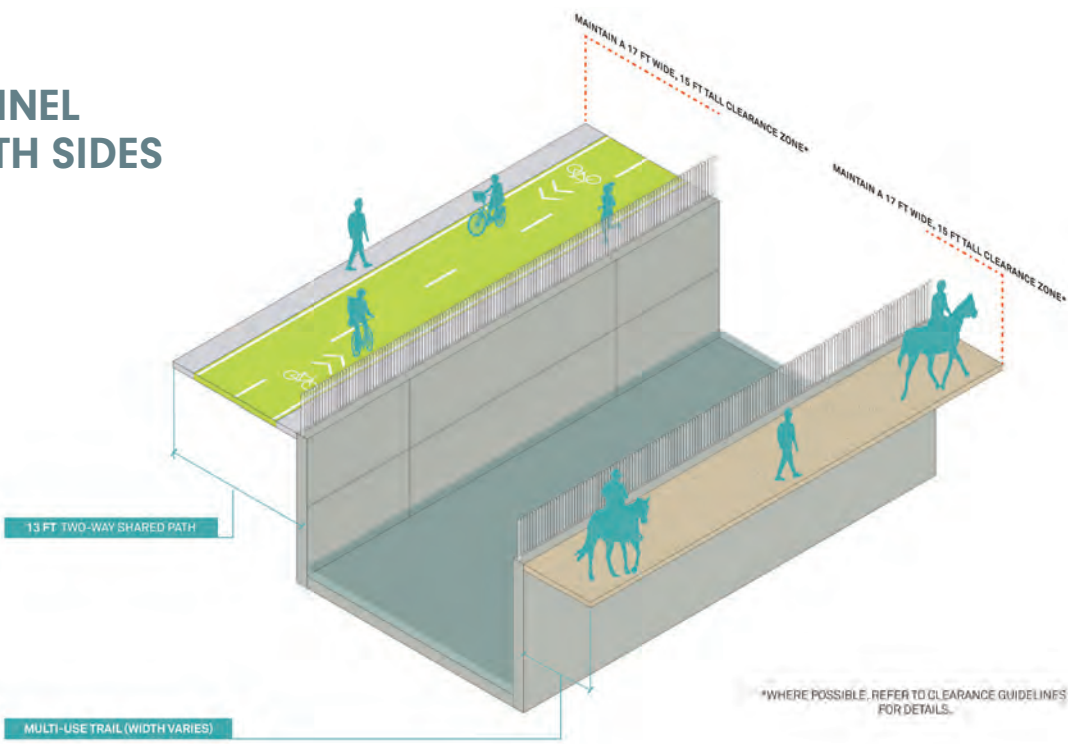 NNEL
TH SIDES
MAINTAIN A 17 FT WIDE, 15 FT TALL CLEARANCE ZONE*
MAINTAIN A 17 FT WIDE, 15 FT TALL CLEARANCE ZONE*
13 FT TWO-WAY SHARED PATH
MULTI-USE TRAIL (WIDTH VARIES)
*WHERE POSSIBLE, REFER TO CLEARANCE GUIDELINES
FOR DETAILS.